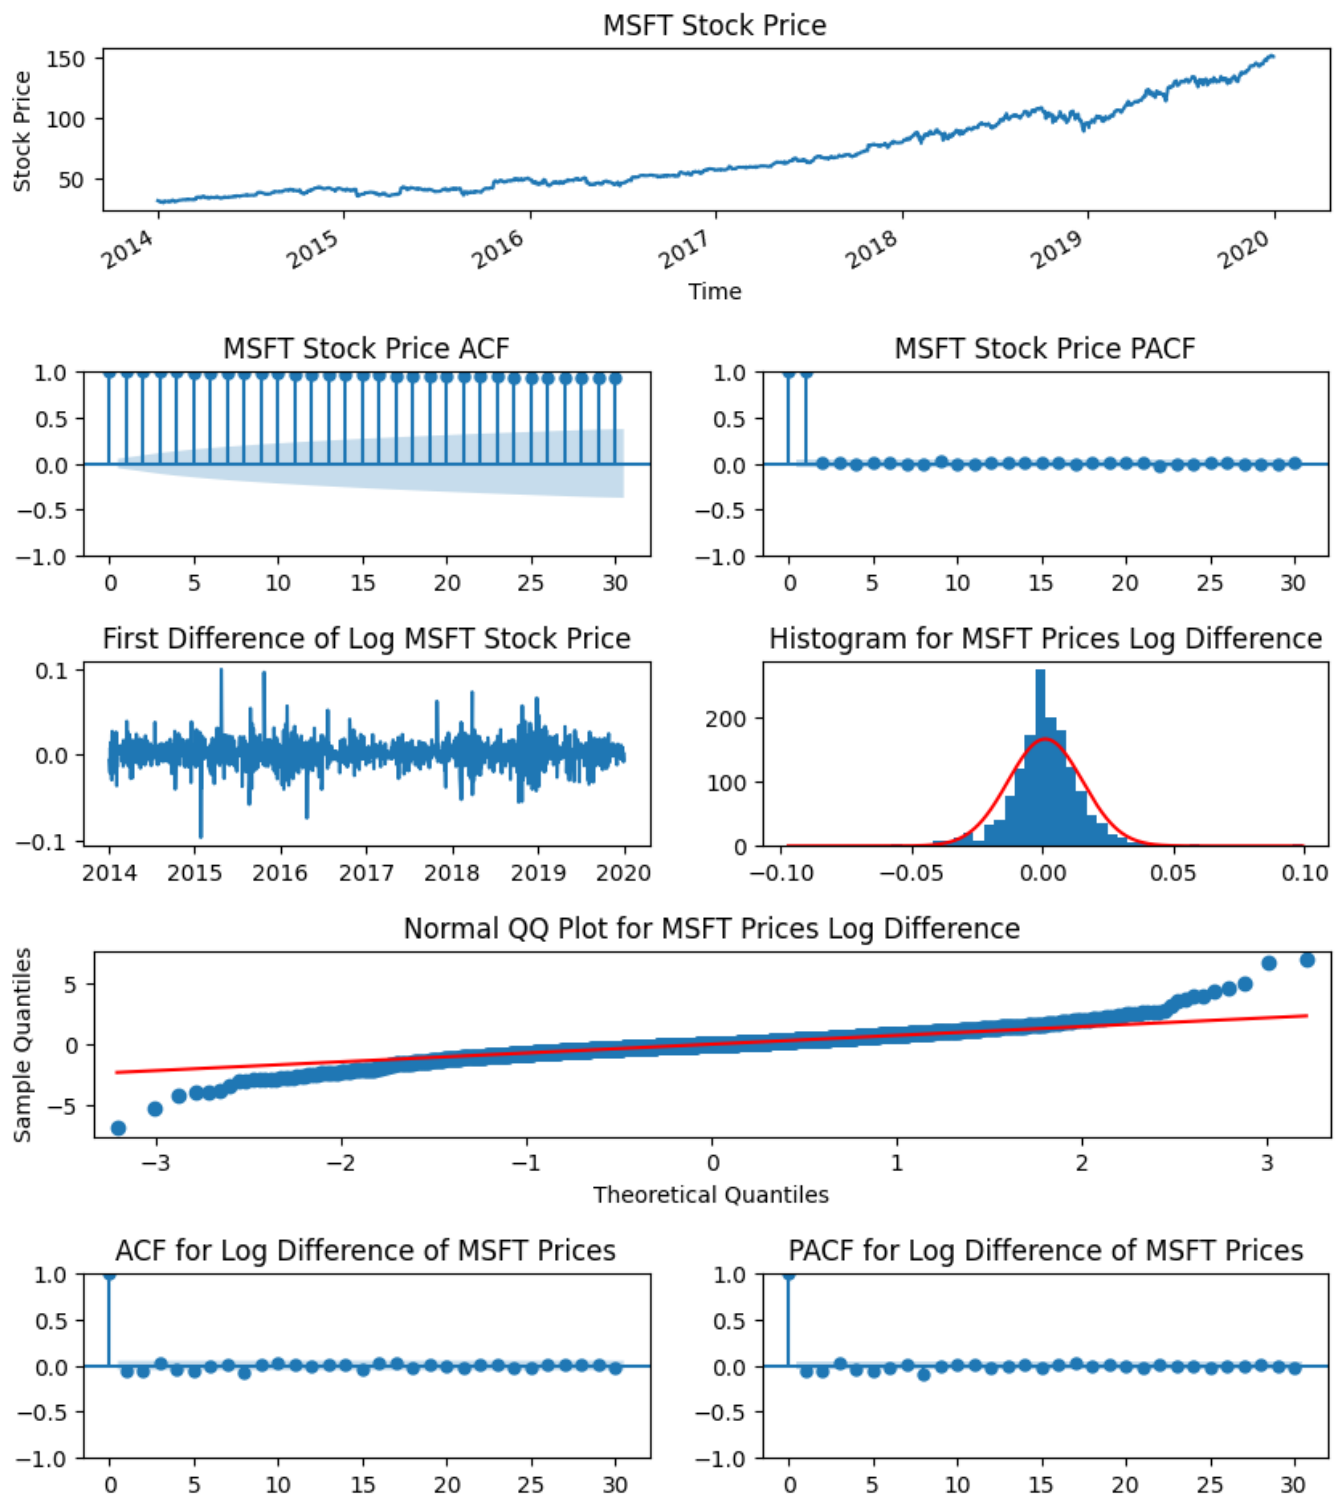 MSFT Stock Price
Stock Price
150
100
50
2014 2015 2016 2017 2018 2019 2020
Time
MSFT Stock Price ACF
1.0
0.5
0.0
−0.5
−1.0
0 5 10 15 20 25 30
MSFT Stock Price PACF
1.0
0.5
0.0
−0.5
−1.0
0 5 10 15 20 25 30
First Difference of Log MSFT Stock Price
0.1
0.0
−0.1
2014 2015 2016 2017 2018 2019 2020
Histogram for MSFT Prices Log Difference
200
100
0
−0.10 −0.05 0.00 0.05 0.10
Normal QQ Plot for MSFT Prices Log Difference
Sample Quantiles
5
0
−5
−3 −2 −1 0 1 2 3
Theoretical Quantiles
ACF for Log Difference of MSFT Prices
1.0
0.5
0.0
−0.5
−1.0
0 5 10 15 20 25 30
PACF for Log Difference of MSFT Prices
1.0
0.5
0.0
−0.5
−1.0
0 5 10 15 20 25 30